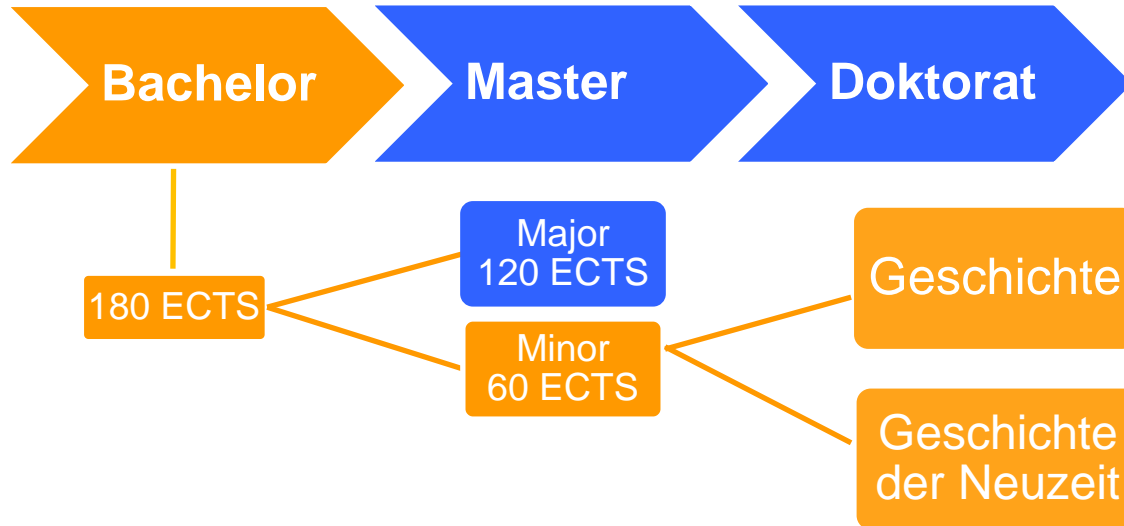 Bachelor
Master
Doktorat
180 ECTS
Major
120 ECTS
Minor
60 ECTS
Geschichte
Geschichte
der Neuzeit